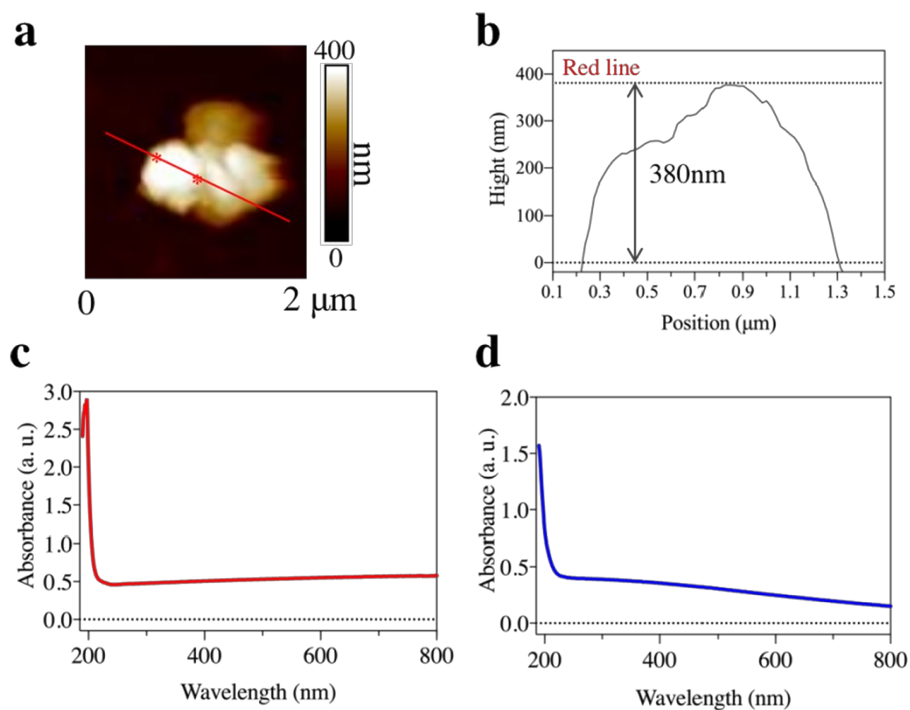 a
400
nm
0
0
2 μm
b
Red line
400
300
200
100
0
380nm
Hight (nm)
0.1 0.3 0.5 0.7 0.9 1.1 1.3 1.5
Position (μm)
c
3.0
2.5
2.0
1.5
1.0
0.5
0.0
Absorbance (a. u.)
200 400 600 800
Wavelength (nm)
d
2.0
1.5
1.0
0.5
0.0
Absorbance (a. u.)
200 400 600 800
Wavelength (nm)